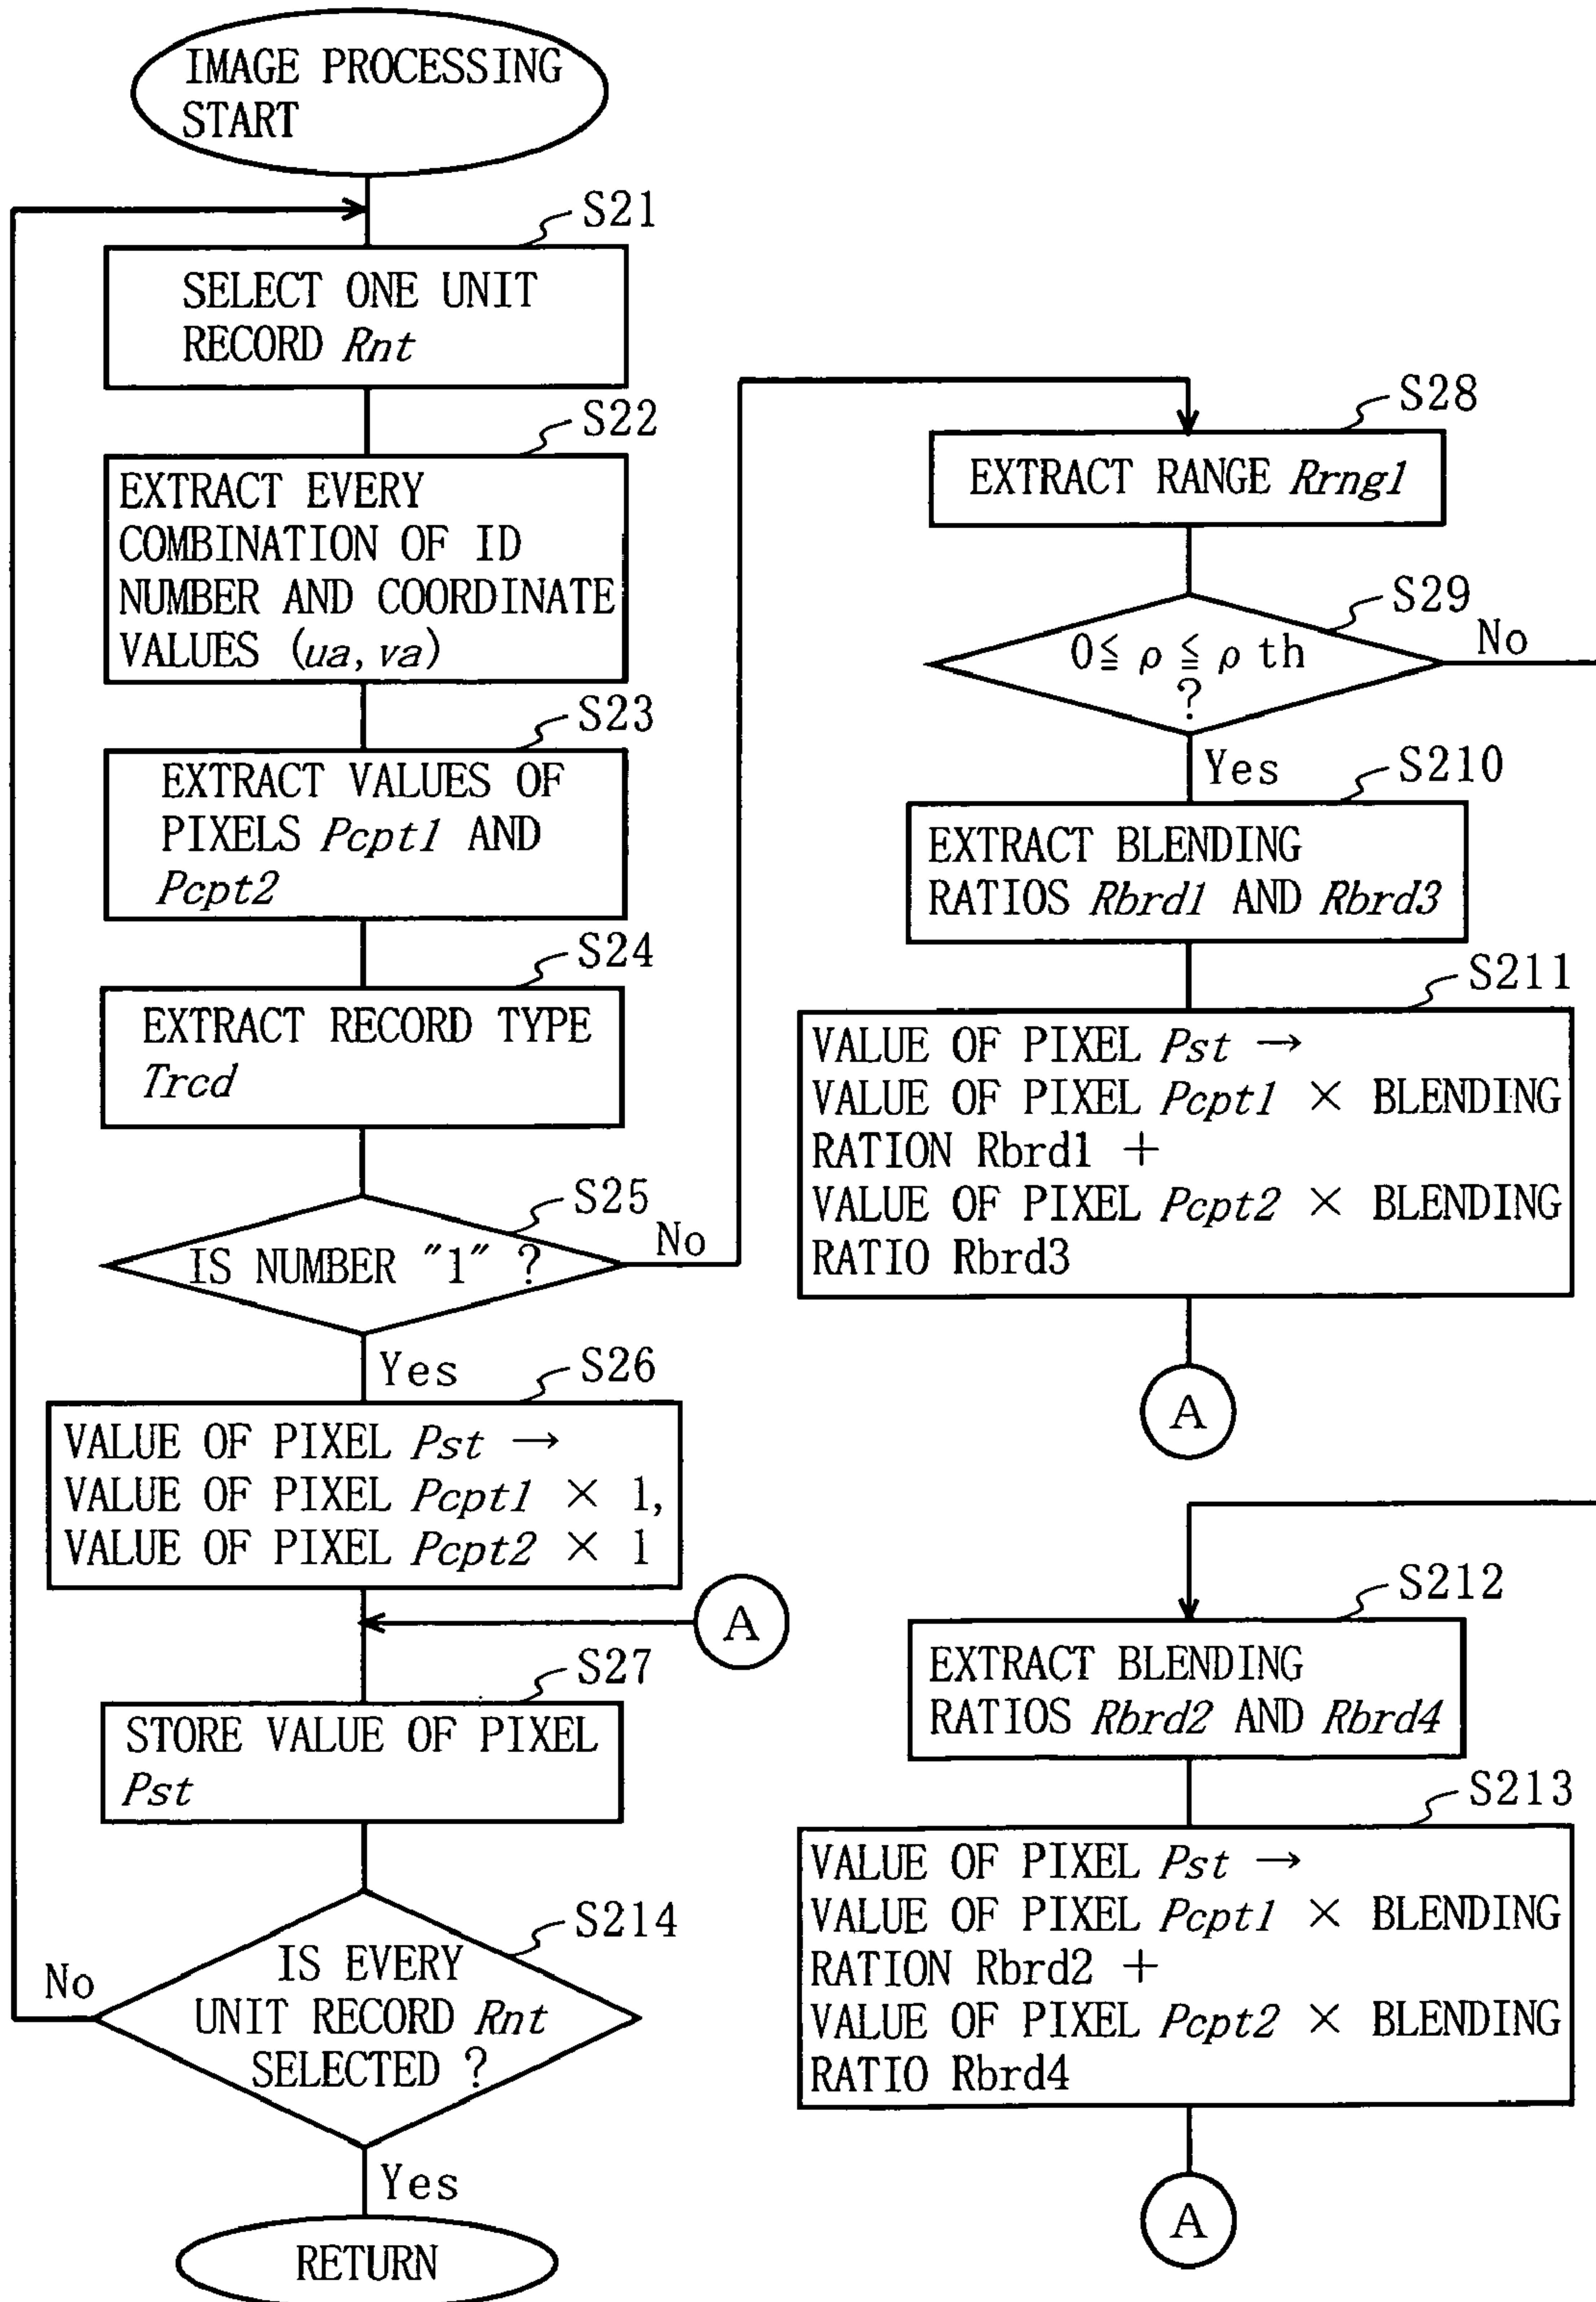 IMAGE PROCESSING
START
S21
SELECT ONE UNIT
RECORD Rnt
S22
EXTRACT EVERY
COMBINATION OF ID
NUMBER AND COORDINATE
VALUES (ua, va)
S23
EXTRACT VALUES OF
PIXELS Pcpt1 AND
Pcpt2
S24
EXTRACT RECORD TYPE
Trcd
S25
IS NUMBER "1" ?
No
Yes
S26
VALUE OF PIXEL Pst →
VALUE OF PIXEL Pcpt1 × 1,
VALUE OF PIXEL Pcpt2 × 1
A
S27
STORE VALUE OF PIXEL
Pst
S214
IS EVERY
UNIT RECORD Rnt
SELECTED ?
No
Yes
RETURN
S28
EXTRACT RANGE Rrng1
S29
0≦ ρ ≦ ρ th
?
No
Yes
S210
EXTRACT BLENDING
RATIOS Rbrd1 AND Rbrd3
S211
VALUE OF PIXEL Pst →
VALUE OF PIXEL Pcpt1 × BLENDING
RATION Rbrd1 +
VALUE OF PIXEL Pcpt2 × BLENDING
RATIO Rbrd3
A
S212
EXTRACT BLENDING
RATIOS Rbrd2 AND Rbrd4
S213
VALUE OF PIXEL Pst →
VALUE OF PIXEL Pcpt1 × BLENDING
RATION Rbrd2 +
VALUE OF PIXEL Pcpt2 × BLENDING
RATIO Rbrd4
A